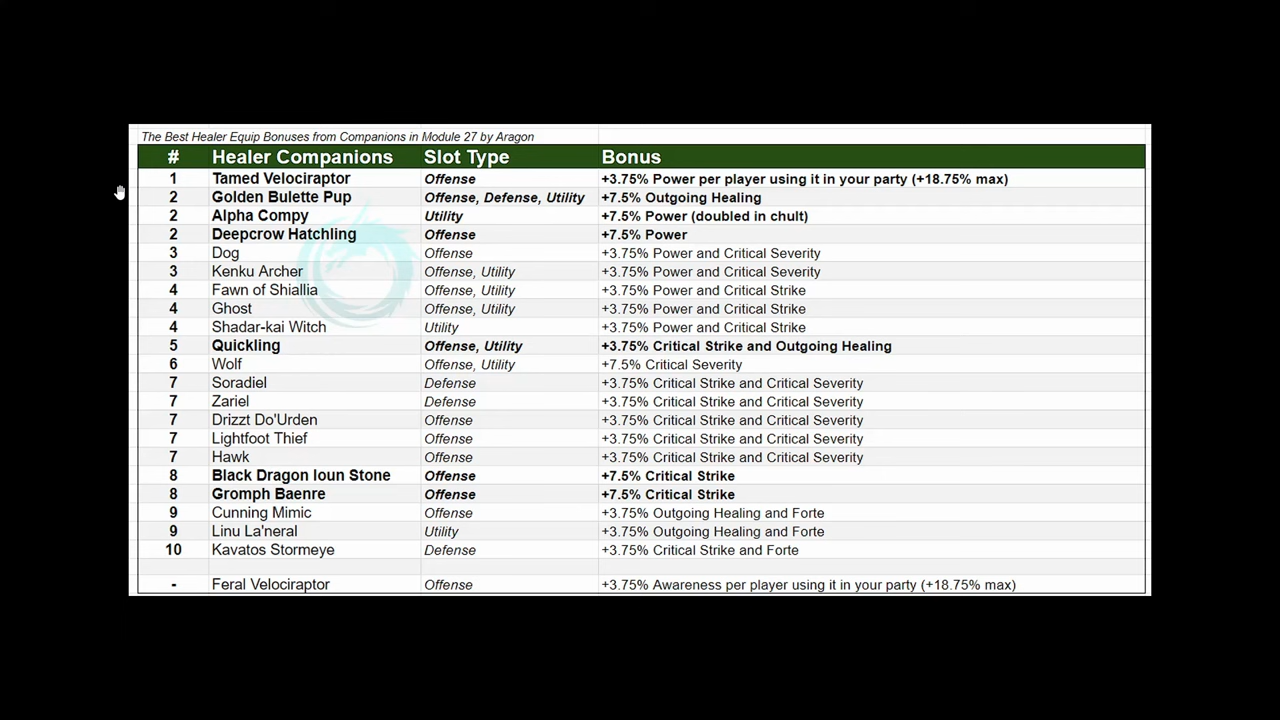 The Best Healer Equip Bonuses from Companions in Module 27 by Aragon
# Healer Companions Slot Type Bonus
1 Tamed Velociraptor Offense +3.75% Power per player using it in your party (+18.75% max)
2 Golden Bulette Pup Offense, Defense, Utility +7.5% Outgoing Healing
2 Alpha Compy Utility +7.5% Power (doubled in chult)
2 Deepcrow Hatchling Offense +7.5% Power
3 Dog Offense +3.75% Power and Critical Severity
3 Kenku Archer Offense, Utility +3.75% Power and Critical Severity
4 Fawn of Shiallia Offense, Utility +3.75% Power and Critical Strike
4 Ghost Offense, Utility +3.75% Power and Critical Strike
4 Shadar-kai Witch Utility +3.75% Power and Critical Strike
5 Quickling Offense, Utility +3.75% Critical Strike and Outgoing Healing
6 Wolf Offense, Utility +7.5% Critical Severity
7 Soradiel Defense +3.75% Critical Strike and Critical Severity
7 Zariel Defense +3.75% Critical Strike and Critical Severity
7 Drizzt Do'Urden Offense +3.75% Critical Strike and Critical Severity
7 Lightfoot Thief Offense +3.75% Critical Strike and Critical Severity
7 Hawk Offense +3.75% Critical Strike and Critical Severity
8 Black Dragon Ioun Stone Offense +7.5% Critical Strike
8 Gromph Baenre Offense +7.5% Critical Strike
9 Cunning Mimic Offense +3.75% Outgoing Healing and Forte
9 Linu La'neral Utility +3.75% Outgoing Healing and Forte
10 Kavatos Stormeye Defense +3.75% Critical Strike and Forte
- Feral Velociraptor Offense +3.75% Awareness per player using it in your party (+18.75% max)